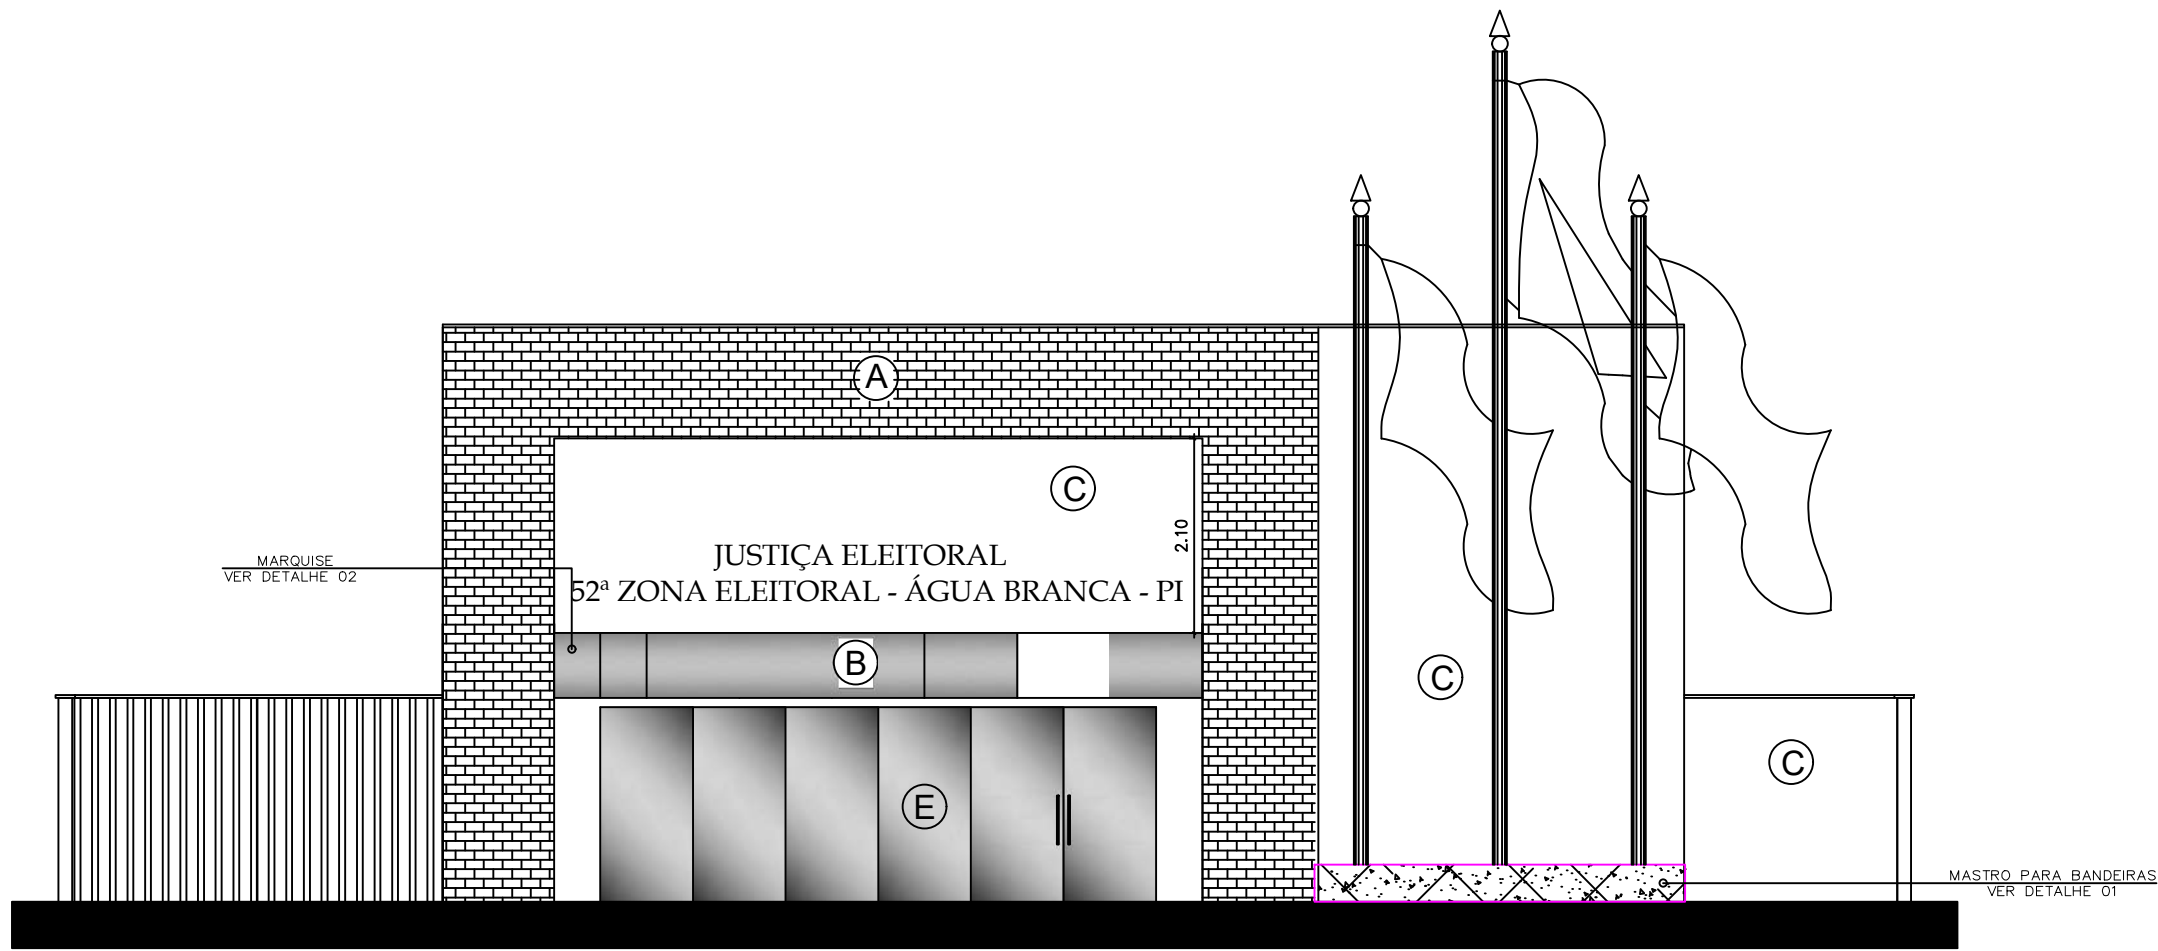 A
C
2.10
JUSTIÇA ELEITORAL
52ª ZONA ELEITORAL - ÁGUA BRANCA - PI
MARQUISE
VER DETALHE 02
B
C
C
E
MASTRO PARA BANDEIRAS
VER DETALHE 01